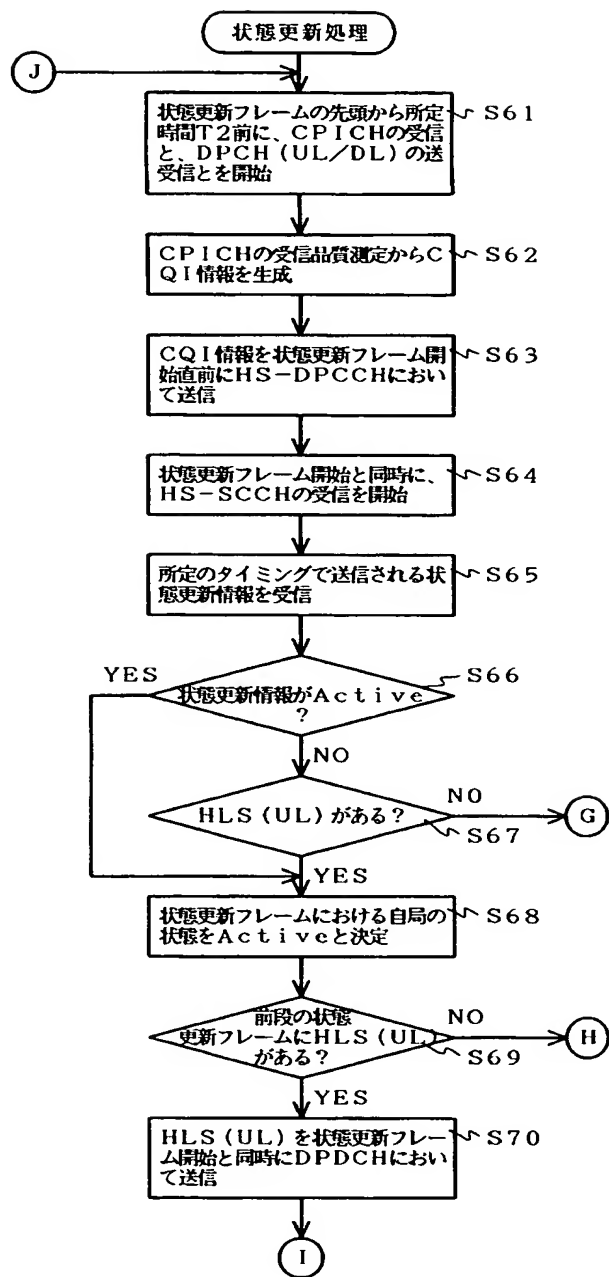 状態更新処理
J
状態更新フレームの先頭から所定
時間T2前に、CPICHの受信
と、DPCH(UL/DL)の送
受信とを開始
S61
CPICHの受信品質測定からC
QI情報を生成
S62
CQI情報を状態更新フレーム開
始直前にHS-DPCCHにおい
て送信
S63
状態更新フレーム開始と同時に、
HS-SCCHの受信を開始
S64
所定のタイミングで送信される状
態更新情報を受信
S65
YES
S66
状態更新情報がActive
?
NO
HLS(UL)がある?
NO
S67
G
YES
状態更新フレームにおける自局の
状態をActiveと決定
S68
前段の状態
更新フレームにHLS(UL)
がある?
NO
S69
H
YES
HLS(UL)を状態更新フレー
ム開始と同時にDPDCHにおい
て送信
S70
I